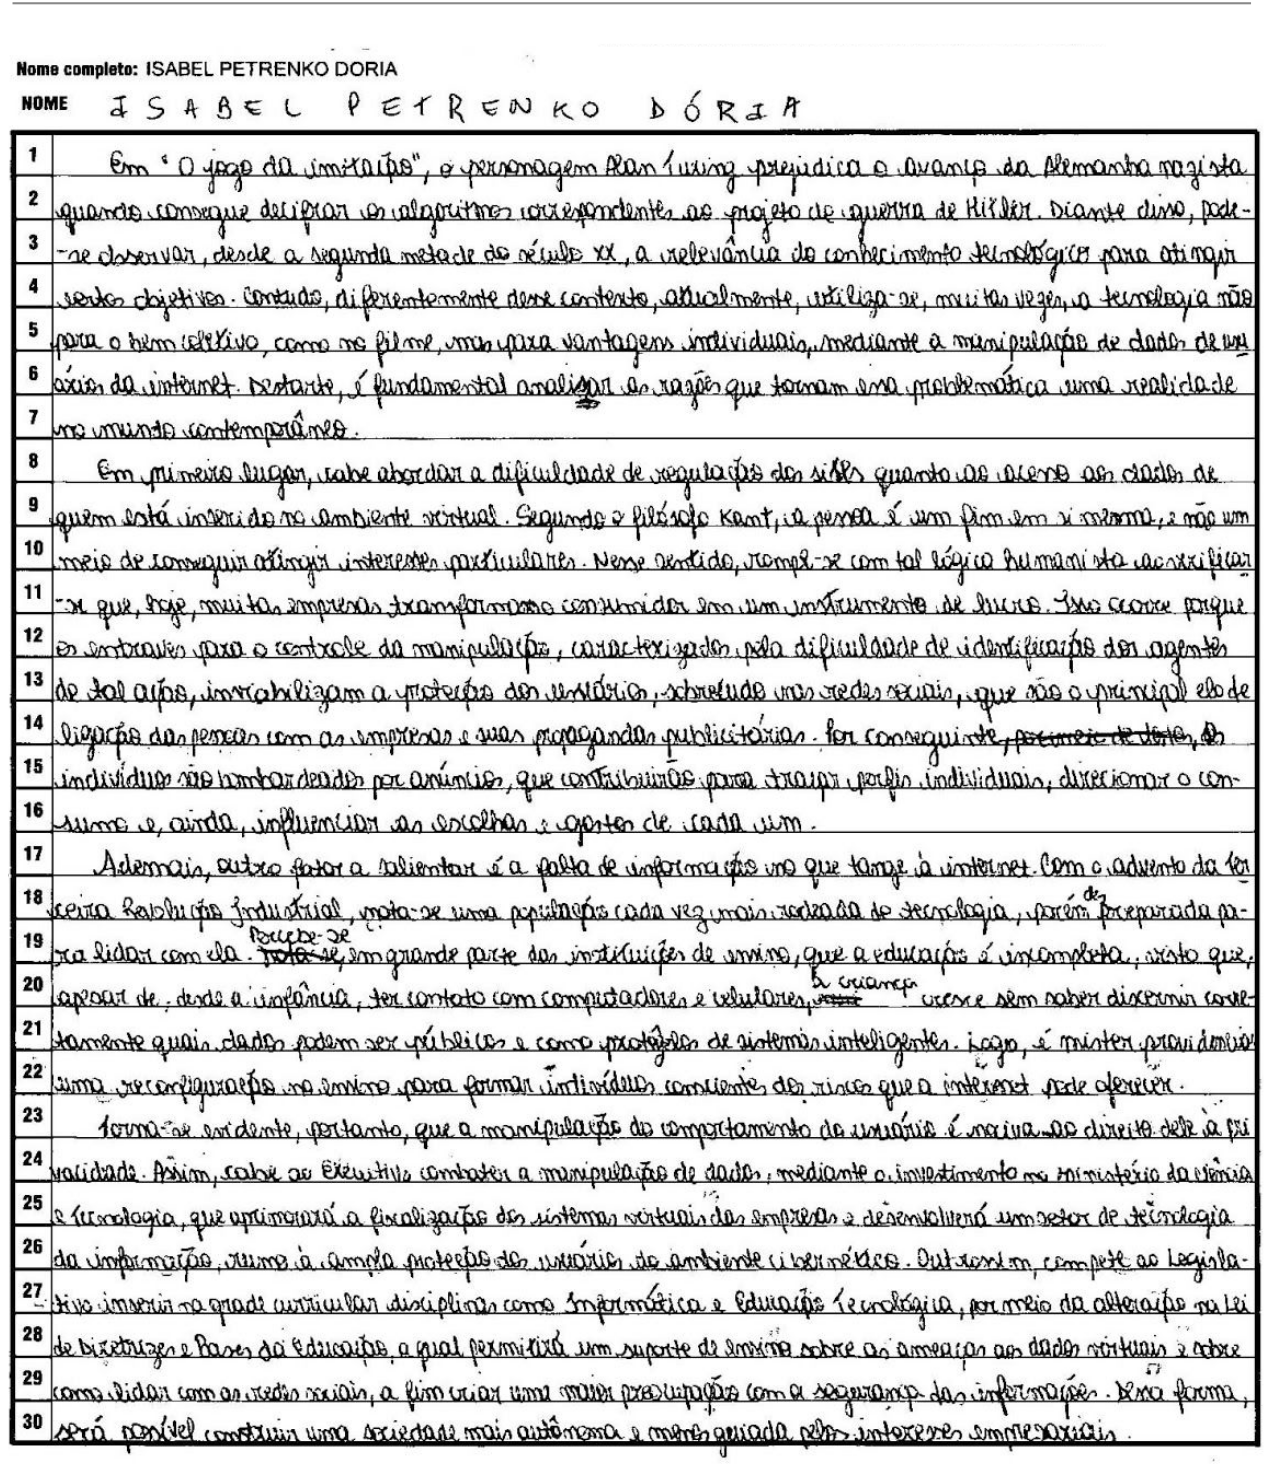 Nome completo: ISABEL PETRENKO DORIA
NOME ISABEL PETRENKO DÓRIA
1 Em "O jogo da imitação", o personagem Alan Turing prejudica o avanço da Alemanha nazista
2 quando consegue decifrar os algoritmos correspondentes ao projeto de guerra de Hitler. Diante disso, pode-
3 -se observar, desde a segunda metade do século XX, a relevância do conhecimento tecnológico para atingir
4 certos objetivos. Contudo, diferentemente desse contexto, atualmente, utiliza-se, muitas vezes, a tecnologia não
5 para o bem coletivo, como no filme, mas para vantagens individuais, mediante a manipulação de dados de usu
6 ários da internet. Destarte, é fundamental analisar as razões que tornam essa problemática uma realidade
7 no mundo contemporâneo.
8 Em primeiro lugar, cabe abordar a dificuldade de regulação dos sites quanto ao acesso aos dados de
9 quem está inserido no ambiente virtual. Segundo o filósofo Kant, a pessoa é um fim em si mesma, e não um
10 meio de conseguir atingir interesses particulares. Nesse sentido, rompe-se com tal lógica humanista ao verificar
11 -se que, hoje, muitas empresas transformam o consumidor em um instrumento de lucro. Isso ocorre porque
12 os entraves para o controle da manipulação, caracterizados pela dificuldade de identificação dos agentes
13 de tal ação, inviabilizam a proteção dos usuários, sobretudo nas redes sociais, que são o principal elo de
14 ligação das pessoas com as empresas e suas propagandas publicitárias. Por conseguinte, os
15 indivíduos são bombardeados por anúncios, que contribuirão para traçar perfis individuais, direcionar o con-
16 sumo e, ainda, influenciar as escolhas e gostos de cada um.
17 Ademais, outro fator a salientar é a falta de informação no que tange à internet. Com o advento da Ter
18 ceira Revolução Industrial, nota-se uma população cada vez mais rodeada de tecnologia, porém despreparada pa-
19 ra lidar com ela. Percebe-se, em grande parte das instituições de ensino, que a educação é incompleta, visto que,
20 apesar de, desde a infância, ter contato com computadores e celulares, a criança cresce sem saber discernir corre-
21 tamente quais dados podem ser públicos e como protegê-los de sistemas inteligentes. Logo, é mister providenciar
22 uma reconfiguração no ensino para formar indivíduos conscientes dos riscos que a internet pode oferecer.
23 Torna-se evidente, portanto, que a manipulação do comportamento do usuário é nociva ao direito dele à pri
24 vacidade. Assim, cabe ao Executivo combater a manipulação de dados, mediante o investimento no Ministério da Ciência
25 e Tecnologia, que aprimorará a fiscalização dos sistemas virtuais das empresas e desenvolverá um setor de tecnologia
26 da informação, rumo à ampla proteção dos usuários do ambiente cibernético. Outrossim, compete ao Legisla-
27 tivo inserir na grade curricular disciplinas como Informática e Educação Tecnológica, por meio da alteração na Lei
28 de Diretrizes e Bases da Educação, a qual permitirá um suporte de ensino sobre as ameaças aos dados virtuais e sobre
29 como lidar com as redes sociais, a fim criar uma maior preocupação com a segurança das informações. Dessa forma,
30 será possível construir uma sociedade mais autônoma e menos guiada pelos interesses empresariais.